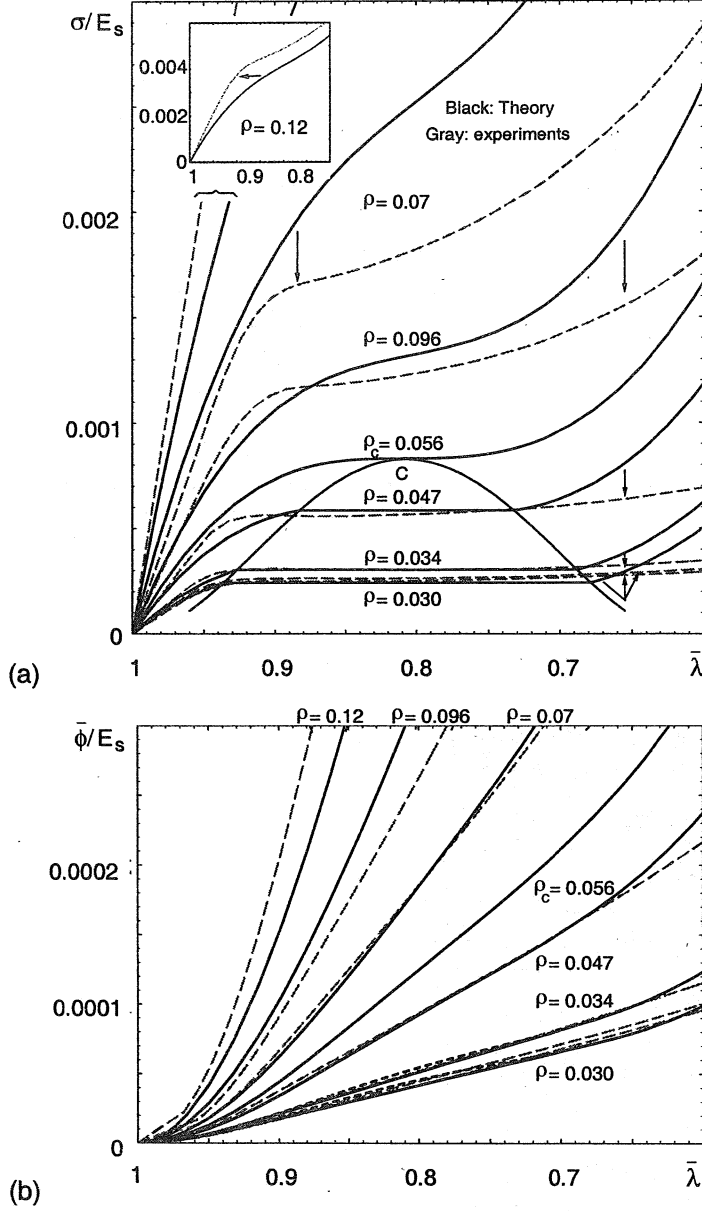 σ/E_s
0.004
0.002
0
ρ = 0.12
1
0.9
0.8
Black: Theory
Gray: experiments
ρ= 0.07
0.002
ρ= 0.096
0.001
ρ_c= 0.056
C
ρ= 0.047
ρ= 0.034
ρ= 0.030
0
(a)
1
0.9
0.8
0.7
λ̄
ρ= 0.12
ρ= 0.096
ρ= 0.07
ϕ̄/E_s
0.0002
ρ_c= 0.056
ρ= 0.047
ρ= 0.034
0.0001
ρ= 0.030
0
(b)
1
0.9
0.8
0.7
λ̄